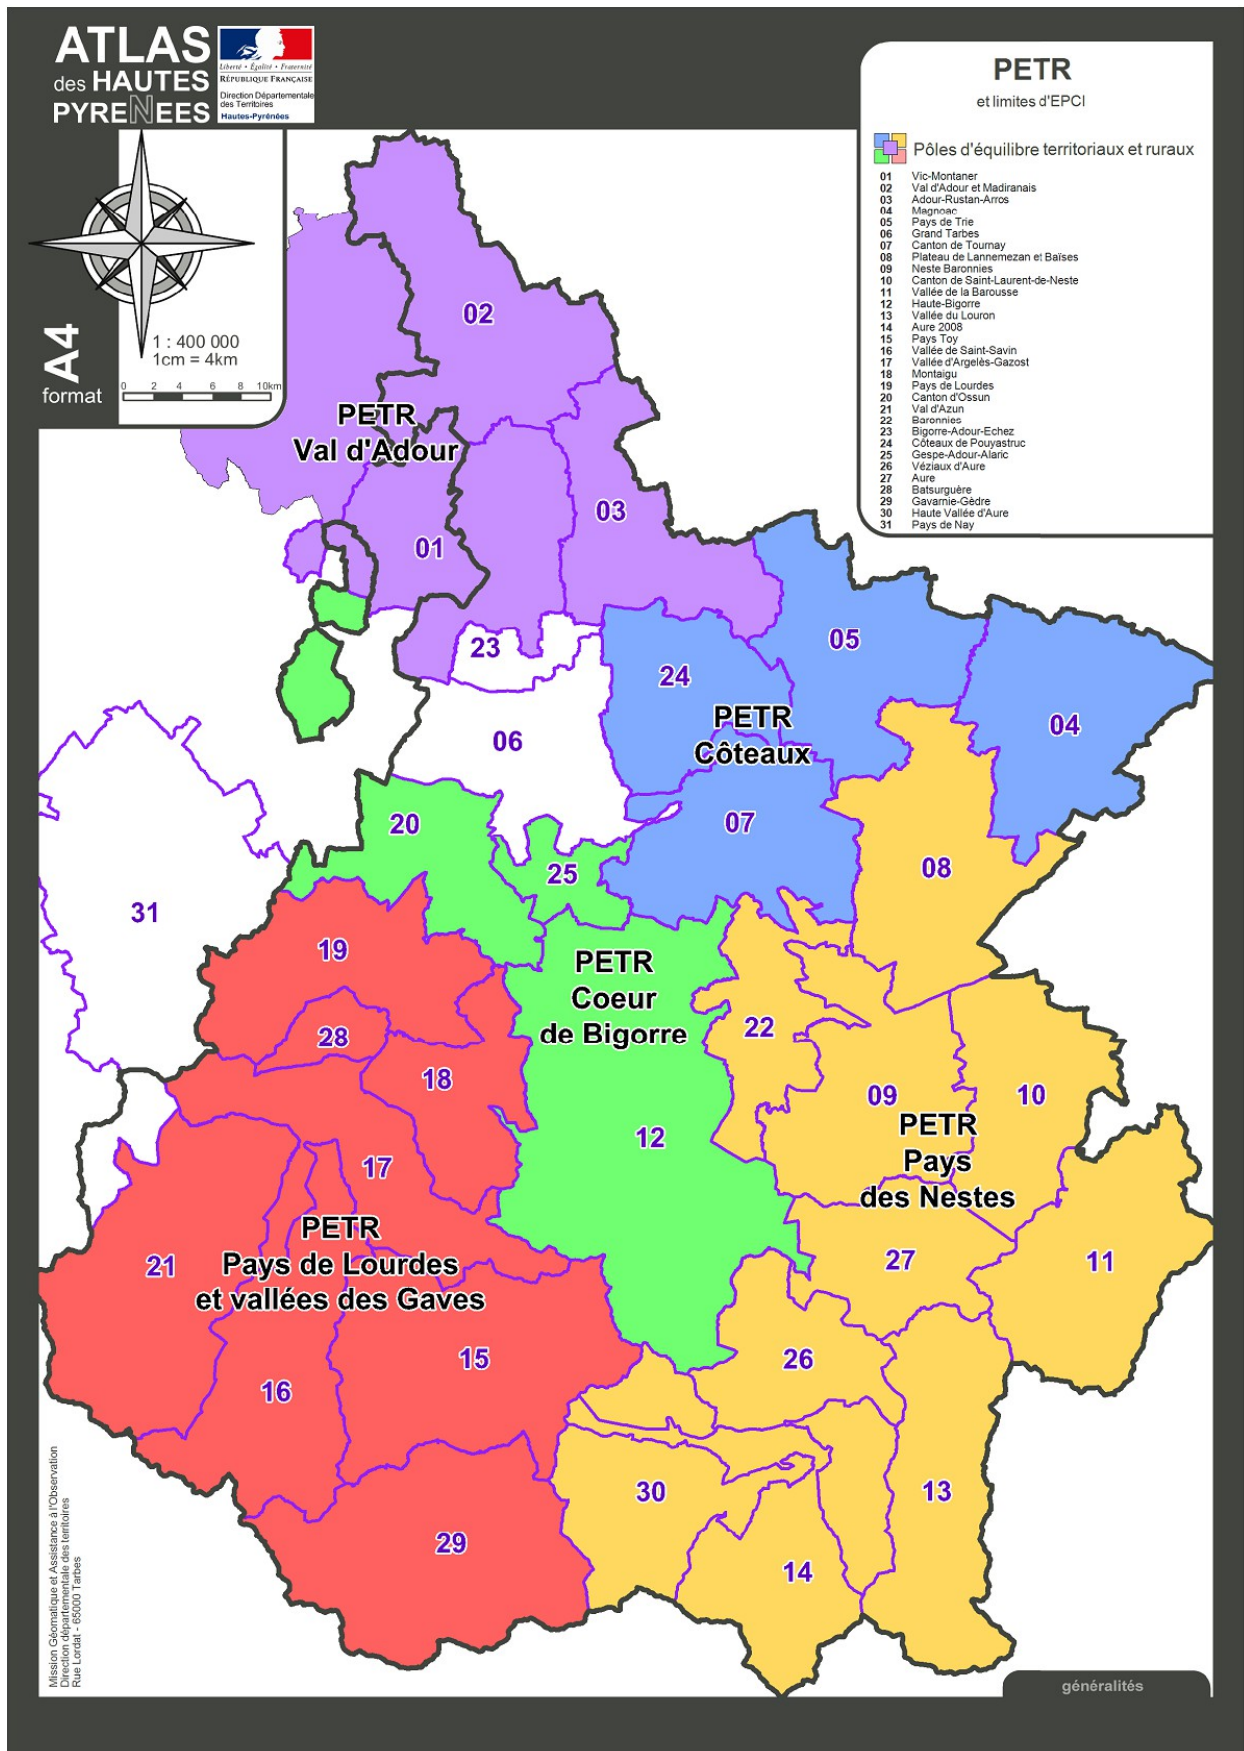 ATLAS
des HAUTES
PYRENEES
Liberté • Égalité • Fraternité
RÉPUBLIQUE FRANÇAISE
Direction Départementale
des Territoires
Hautes-Pyrénées
PETR
et limites d'EPCI
Pôles d'équilibre territoriaux et ruraux
01 Vic-Montaner
02 Val d'Adour et Madiranais
03 Adour-Rustan-Arros
04 Magnoac
05 Pays de Trie
06 Grand Tarbes
07 Canton de Tournay
08 Plateau de Lannemezan et Baïses
09 Neste Baronnies
10 Canton de Saint-Laurent-de-Neste
11 Vallée de la Barousse
12 Haute-Bigorre
13 Vallée du Louron
14 Aure 2008
15 Pays Toy
16 Vallée de Saint-Savin
17 Vallée d'Argelès-Gazost
18 Montaigu
19 Pays de Lourdes
20 Canton d'Ossun
21 Val d'Azun
22 Baronnies
23 Bigorre-Adour-Echez
24 Côteaux de Pouyastruc
25 Gespe-Adour-Alaric
26 Véziaux d'Aure
27 Aure
28 Batsurguère
29 Gavarnie-Gèdre
30 Haute Vallée d'Aure
31 Pays de Nay
A4
format
1 : 400 000
1cm = 4km
0 2 4 6 8 10km
02
PETR
Val d'Adour
03
01
23
05
24
04
PETR
Côteaux
06
07
20
25
08
31
19
PETR
Coeur
de Bigorre
28
22
18
09
10
PETR
Pays
des Nestes
12
17
PETR
Pays de Lourdes
et vallées des Gaves
21
27
11
15
26
16
30
13
29
14
Mission Géomatique et Assistance à l'Observation
Direction départementale des territoires
Rue Lordat - 65000 Tarbes
généralités